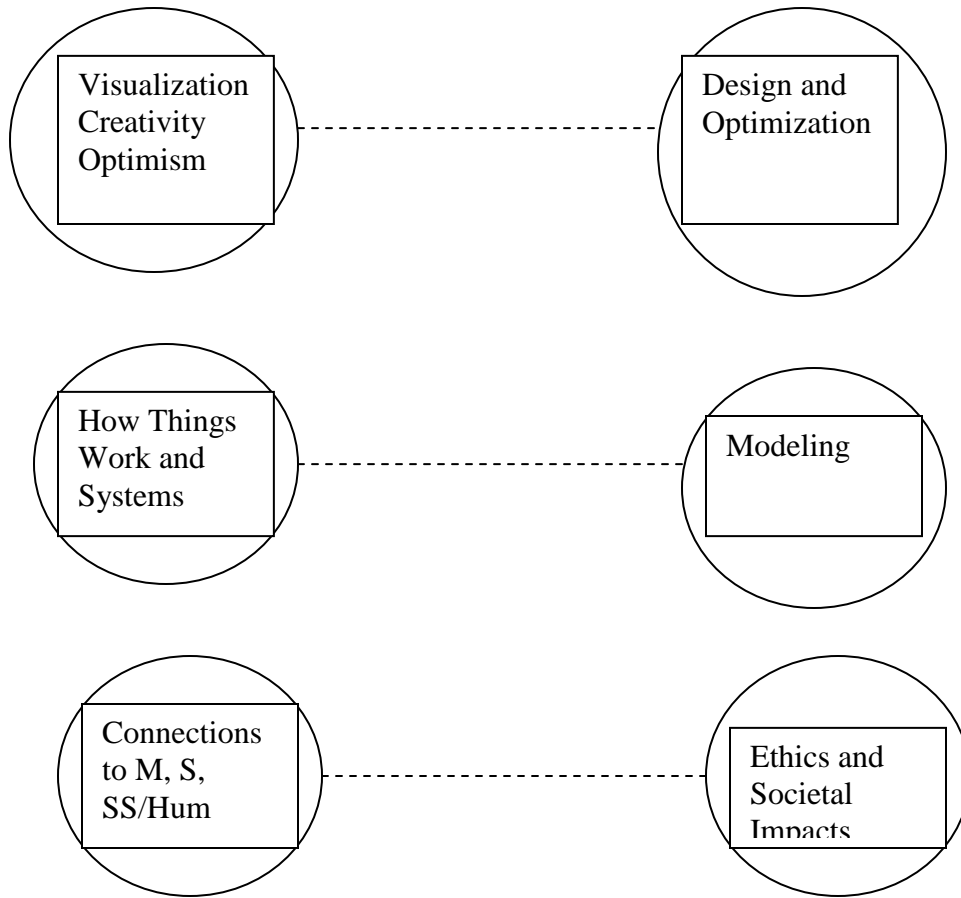 Visualization
Creativity
Optimism
Design and
Optimization
How Things
Work and
Systems
Modeling
Connections
to M, S,
SS/Hum
Ethics and
Societal
Impacts